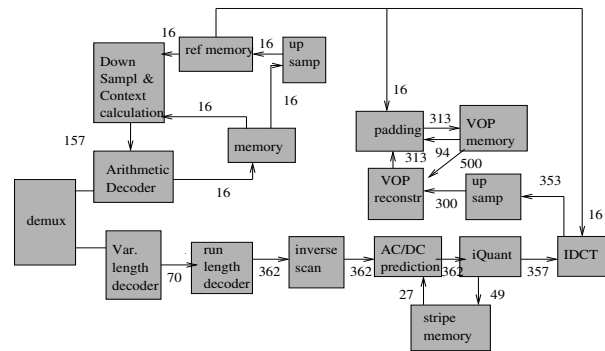 16
16
16
up
samp
ref memory
Down
Sampl &
Context
calculation
16
16
16
memory
157
Arithmetic
Decoder
16
padding
313
VOP
memory
94
313
500
VOP
reconstr
300
up
samp
353
16
demux
Var.
length
decoder
70
run
length
decoder
362
inverse
scan
362
AC/DC
prediction
362
iQuant
357
IDCT
27
49
stripe
memory